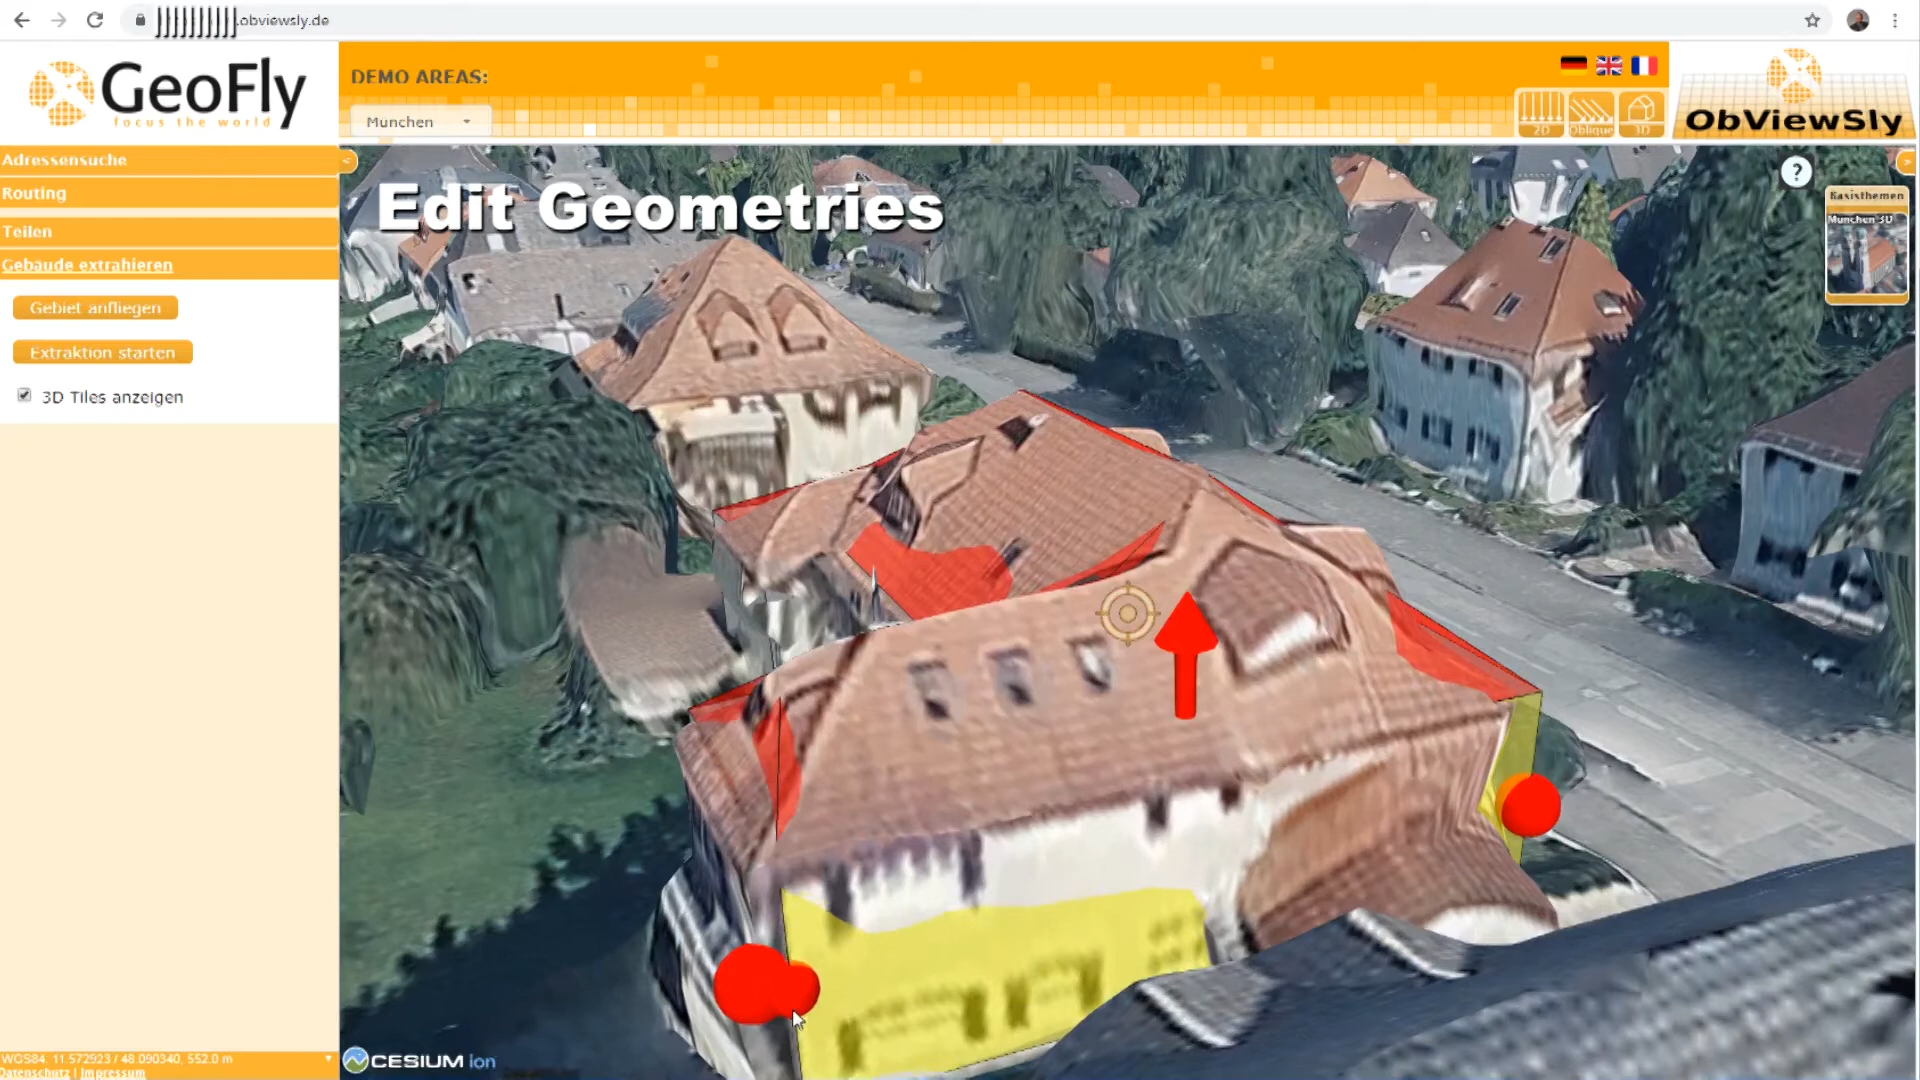 .obviewsly.de
GeoFly
focus the world
DEMO AREAS:
Munchen
2D
Oblique
3D
ObViewSly
Adressensuche
<
Routing
Teilen
Gebäude extrahieren
Gebiet anfliegen
Extraktion starten
3D Tiles anzeigen
Edit Geometries
?
>
Basisthemen
Munchen 3D
WGS84: 11.572923 / 48.090340, 552.0 m
Datenschutz | Impressum
CESIUM ion